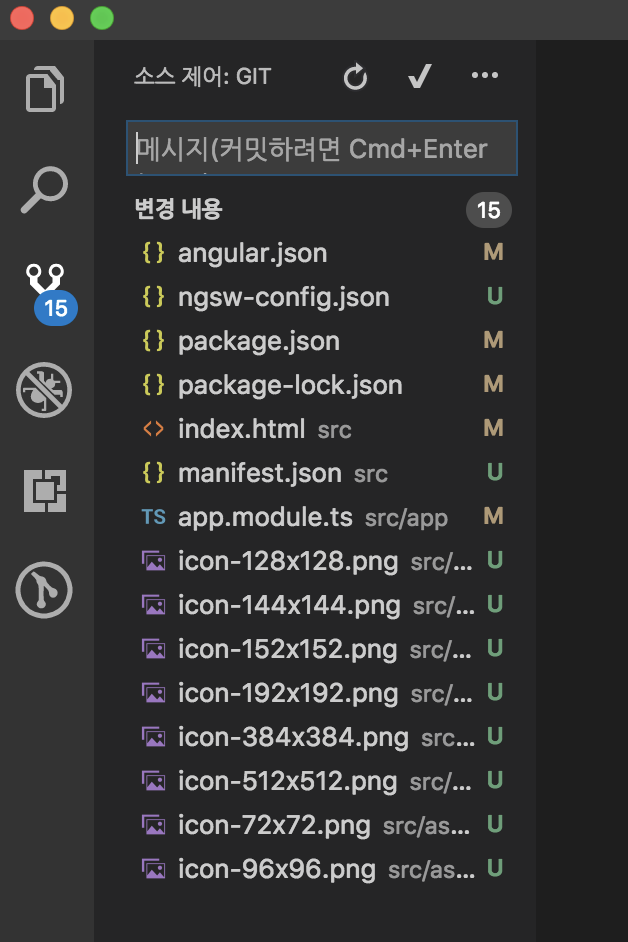 소스 제어: GIT
메시지(커밋하려면 Cmd+Enter
변경 내용 15
{} angular.json M
{} ngsw-config.json U
{} package.json M
{} package-lock.json M
<> index.html src M
{} manifest.json src U
TS app.module.ts src/app M
icon-128x128.png src/... U
icon-144x144.png src/... U
icon-152x152.png src/... U
icon-192x192.png src/... U
icon-384x384.png src... U
icon-512x512.png src/... U
icon-72x72.png src/as... U
icon-96x96.png src/as... U
15